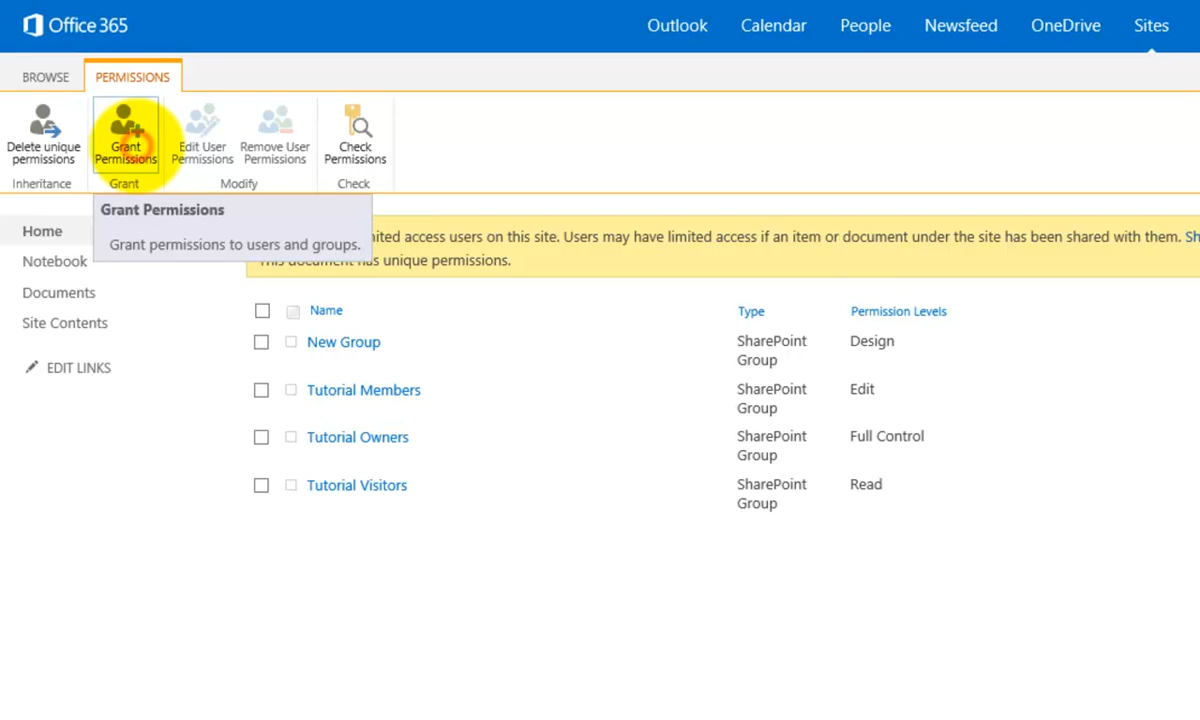 Office 365
Outlook Calendar People Newsfeed OneDrive Sites
BROWSE PERMISSIONS
Delete unique permissions
Grant Permissions
Edit User Permissions
Remove User Permissions
Check Permissions
Inheritance Grant Modify Check
Grant Permissions
Grant permissions to users and groups.
access users on this site. Users may have limited access if an item or document under the site has been shared with them.
document has unique permissions.
Home
Notebook
Documents
Site Contents
EDIT LINKS
Name Type Permission Levels
New Group SharePoint Group Design
Tutorial Members SharePoint Group Edit
Tutorial Owners SharePoint Group Full Control
Tutorial Visitors SharePoint Group Read